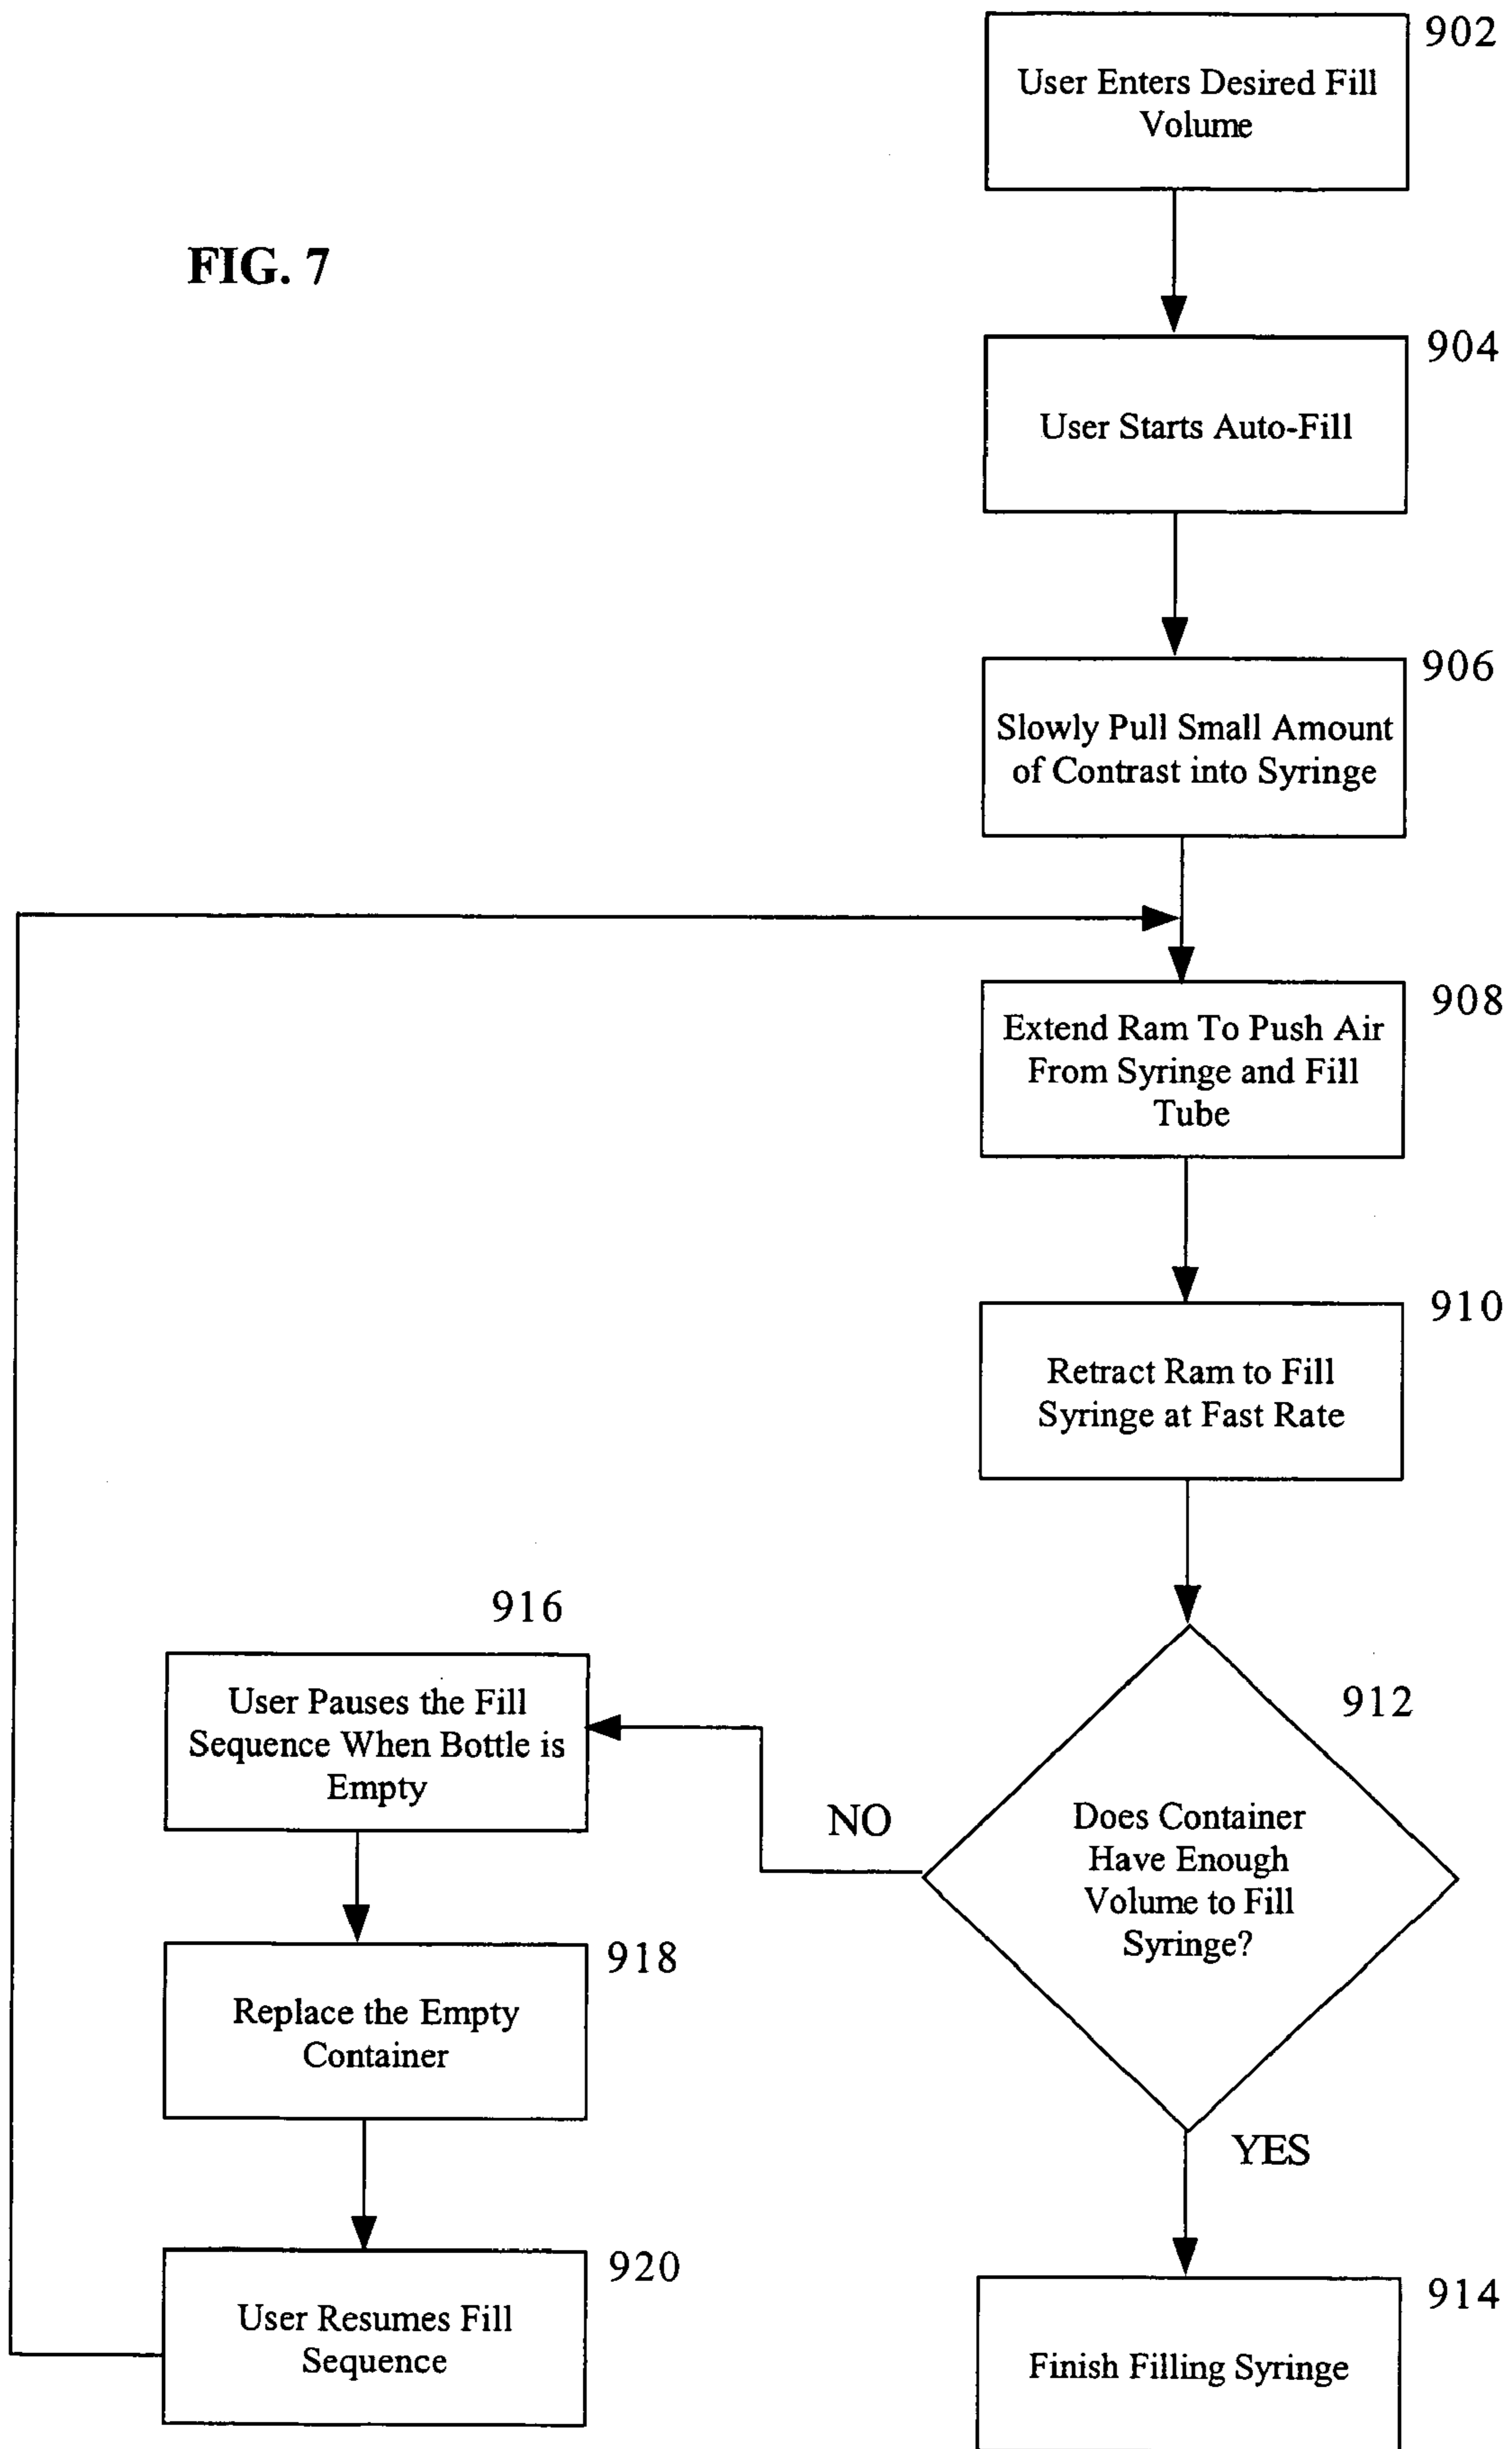 902
User Enters Desired Fill
Volume
FIG. 7
904
User Starts Auto-Fill
906
Slowly Pull Small Amount
of Contrast into Syringe
908
Extend Ram To Push Air
From Syringe and Fill
Tube
910
Retract Ram to Fill
Syringe at Fast Rate
912
Does Container
Have Enough
Volume to Fill
Syringe?
NO
916
User Pauses the Fill
Sequence When Bottle is
Empty
918
Replace the Empty
Container
920
User Resumes Fill
Sequence
YES
914
Finish Filling Syringe